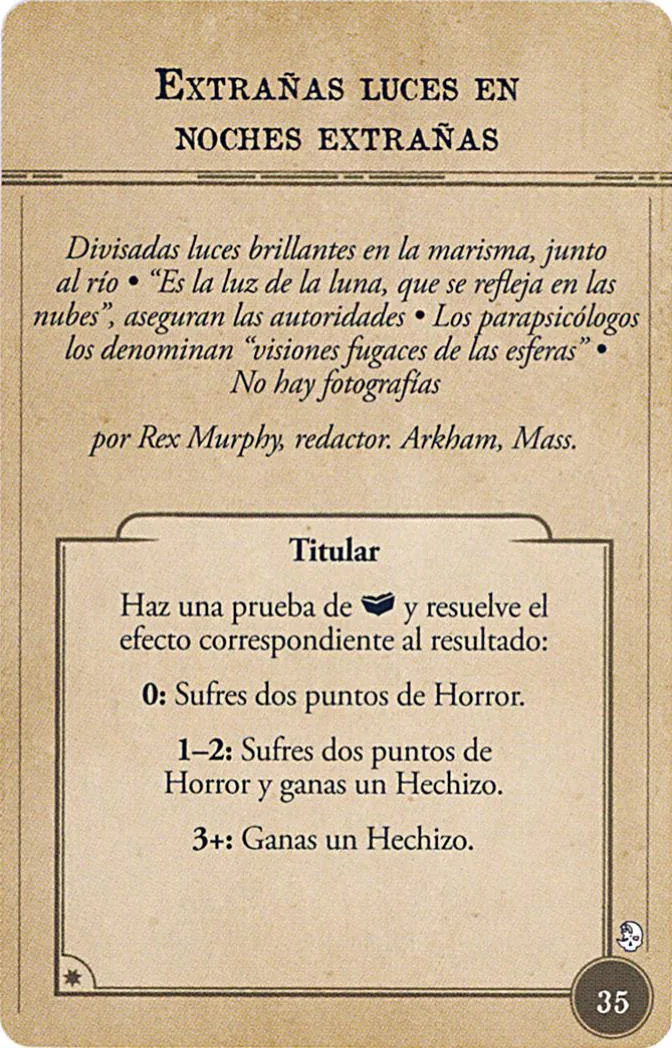 Extrañas luces en
noches extrañas
Divisadas luces brillantes en la marisma, junto
al río • “Es la luz de la luna, que se refleja en las
nubes”, aseguran las autoridades • Los parapsicólogos
los denominan “visiones fugaces de las esferas” •
No hay fotografías
por Rex Murphy, redactor. Arkham, Mass.
Titular
Haz una prueba de y resuelve el
efecto correspondiente al resultado:
0: Sufres dos puntos de Horror.
1–2: Sufres dos puntos de
Horror y ganas un Hechizo.
3+: Ganas un Hechizo.
35